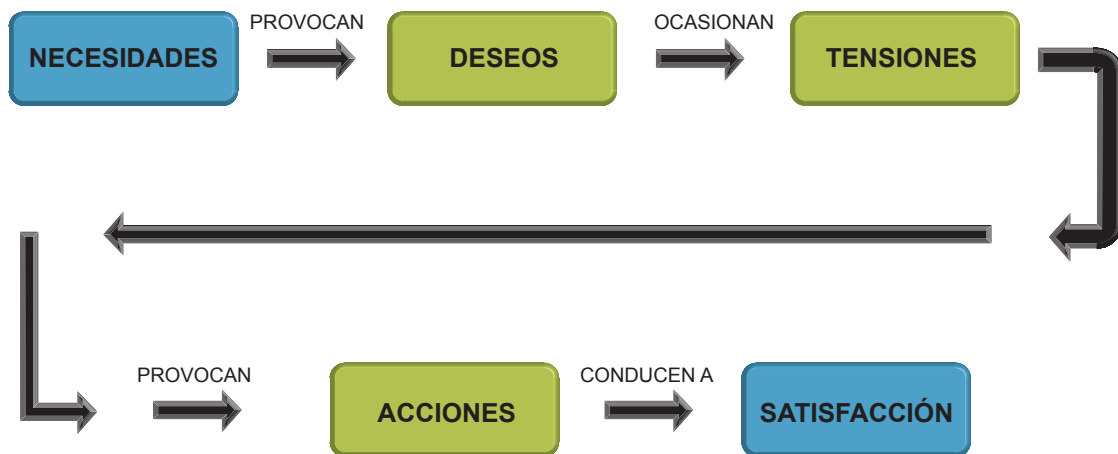 PROVOCAN
OCASIONAN
NECESIDADES
DESEOS
TENSIONES
PROVOCAN
CONDUCEN A
ACCIONES
SATISFACCIÓN